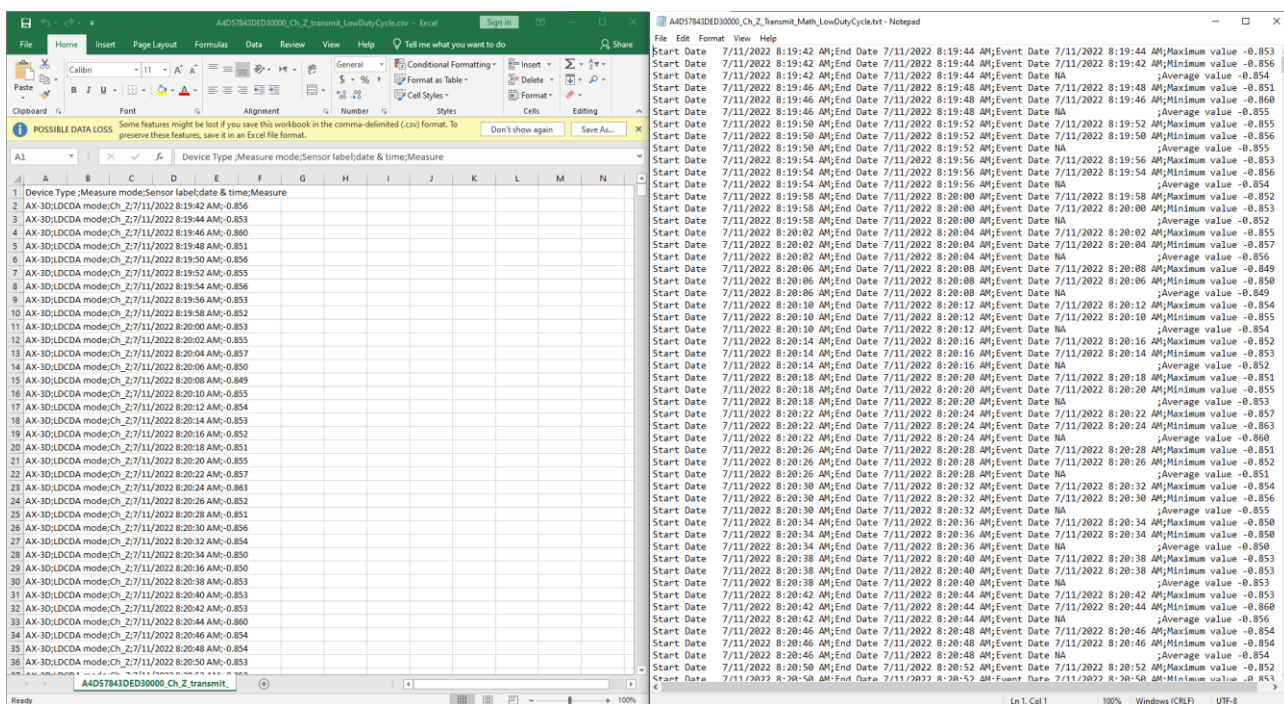 A4D57843DED30000_Ch_Z_transmit_LowDutyCycle.csv - Excel
Sign in
File Home Insert Page Layout Formulas Data Review View Help Tell me what you want to do Share
Paste
Calibri 11
B I U
General
$ % ,
Conditional Formatting
Format as Table
Cell Styles
Insert
Delete
Format
Clipboard Font Alignment Number Styles Cells Editing
POSSIBLE DATA LOSS Some features might be lost if you save this workbook in the comma-delimited (.csv) format. To preserve these features, save it in an Excel file format. Don't show again Save As...
A1 fx Device Type ;Measure mode;Sensor label;date & time;Measure
A B C D E F G H I J K L M N
1 Device Type ;Measure mode;Sensor label;date & time;Measure
2 AX-3D;LDCDA mode;Ch_Z;7/11/2022 8:19:42 AM;-0.856
3 AX-3D;LDCDA mode;Ch_Z;7/11/2022 8:19:44 AM;-0.853
4 AX-3D;LDCDA mode;Ch_Z;7/11/2022 8:19:46 AM;-0.860
5 AX-3D;LDCDA mode;Ch_Z;7/11/2022 8:19:48 AM;-0.851
6 AX-3D;LDCDA mode;Ch_Z;7/11/2022 8:19:50 AM;-0.856
7 AX-3D;LDCDA mode;Ch_Z;7/11/2022 8:19:52 AM;-0.855
8 AX-3D;LDCDA mode;Ch_Z;7/11/2022 8:19:54 AM;-0.856
9 AX-3D;LDCDA mode;Ch_Z;7/11/2022 8:19:56 AM;-0.853
10 AX-3D;LDCDA mode;Ch_Z;7/11/2022 8:19:58 AM;-0.852
11 AX-3D;LDCDA mode;Ch_Z;7/11/2022 8:20:00 AM;-0.853
12 AX-3D;LDCDA mode;Ch_Z;7/11/2022 8:20:02 AM;-0.855
13 AX-3D;LDCDA mode;Ch_Z;7/11/2022 8:20:04 AM;-0.857
14 AX-3D;LDCDA mode;Ch_Z;7/11/2022 8:20:06 AM;-0.850
15 AX-3D;LDCDA mode;Ch_Z;7/11/2022 8:20:08 AM;-0.849
16 AX-3D;LDCDA mode;Ch_Z;7/11/2022 8:20:10 AM;-0.855
17 AX-3D;LDCDA mode;Ch_Z;7/11/2022 8:20:12 AM;-0.854
18 AX-3D;LDCDA mode;Ch_Z;7/11/2022 8:20:14 AM;-0.853
19 AX-3D;LDCDA mode;Ch_Z;7/11/2022 8:20:16 AM;-0.852
20 AX-3D;LDCDA mode;Ch_Z;7/11/2022 8:20:18 AM;-0.851
21 AX-3D;LDCDA mode;Ch_Z;7/11/2022 8:20:20 AM;-0.855
22 AX-3D;LDCDA mode;Ch_Z;7/11/2022 8:20:22 AM;-0.857
23 AX-3D;LDCDA mode;Ch_Z;7/11/2022 8:20:24 AM;-0.863
24 AX-3D;LDCDA mode;Ch_Z;7/11/2022 8:20:26 AM;-0.852
25 AX-3D;LDCDA mode;Ch_Z;7/11/2022 8:20:28 AM;-0.851
26 AX-3D;LDCDA mode;Ch_Z;7/11/2022 8:20:30 AM;-0.856
27 AX-3D;LDCDA mode;Ch_Z;7/11/2022 8:20:32 AM;-0.854
28 AX-3D;LDCDA mode;Ch_Z;7/11/2022 8:20:34 AM;-0.850
29 AX-3D;LDCDA mode;Ch_Z;7/11/2022 8:20:36 AM;-0.850
30 AX-3D;LDCDA mode;Ch_Z;7/11/2022 8:20:38 AM;-0.853
31 AX-3D;LDCDA mode;Ch_Z;7/11/2022 8:20:40 AM;-0.853
32 AX-3D;LDCDA mode;Ch_Z;7/11/2022 8:20:42 AM;-0.853
33 AX-3D;LDCDA mode;Ch_Z;7/11/2022 8:20:44 AM;-0.860
34 AX-3D;LDCDA mode;Ch_Z;7/11/2022 8:20:46 AM;-0.854
35 AX-3D;LDCDA mode;Ch_Z;7/11/2022 8:20:48 AM;-0.854
36 AX-3D;LDCDA mode;Ch_Z;7/11/2022 8:20:50 AM;-0.853
A4D57843DED30000_Ch_Z_transmit_
Ready 100%
A4D57843DED30000_Ch_Z_Transmit_Math_LowDutyCycle.txt - Notepad
File Edit Format View Help
Start Date 7/11/2022 8:19:42 AM;End Date 7/11/2022 8:19:44 AM;Event Date 7/11/2022 8:19:44 AM;Maximum value -0.853
Start Date 7/11/2022 8:19:42 AM;End Date 7/11/2022 8:19:44 AM;Event Date 7/11/2022 8:19:42 AM;Minimum value -0.856
Start Date 7/11/2022 8:19:42 AM;End Date 7/11/2022 8:19:44 AM;Event Date NA ;Average value -0.854
Start Date 7/11/2022 8:19:46 AM;End Date 7/11/2022 8:19:48 AM;Event Date 7/11/2022 8:19:48 AM;Maximum value -0.851
Start Date 7/11/2022 8:19:46 AM;End Date 7/11/2022 8:19:48 AM;Event Date 7/11/2022 8:19:46 AM;Minimum value -0.860
Start Date 7/11/2022 8:19:46 AM;End Date 7/11/2022 8:19:48 AM;Event Date NA ;Average value -0.855
Start Date 7/11/2022 8:19:50 AM;End Date 7/11/2022 8:19:52 AM;Event Date 7/11/2022 8:19:52 AM;Maximum value -0.855
Start Date 7/11/2022 8:19:50 AM;End Date 7/11/2022 8:19:52 AM;Event Date 7/11/2022 8:19:50 AM;Minimum value -0.856
Start Date 7/11/2022 8:19:50 AM;End Date 7/11/2022 8:19:52 AM;Event Date NA ;Average value -0.855
Start Date 7/11/2022 8:19:54 AM;End Date 7/11/2022 8:19:56 AM;Event Date 7/11/2022 8:19:56 AM;Maximum value -0.853
Start Date 7/11/2022 8:19:54 AM;End Date 7/11/2022 8:19:56 AM;Event Date 7/11/2022 8:19:54 AM;Minimum value -0.856
Start Date 7/11/2022 8:19:54 AM;End Date 7/11/2022 8:19:56 AM;Event Date NA ;Average value -0.854
Start Date 7/11/2022 8:19:58 AM;End Date 7/11/2022 8:20:00 AM;Event Date 7/11/2022 8:19:58 AM;Maximum value -0.852
Start Date 7/11/2022 8:19:58 AM;End Date 7/11/2022 8:20:00 AM;Event Date 7/11/2022 8:20:00 AM;Minimum value -0.853
Start Date 7/11/2022 8:19:58 AM;End Date 7/11/2022 8:20:00 AM;Event Date NA ;Average value -0.852
Start Date 7/11/2022 8:20:02 AM;End Date 7/11/2022 8:20:04 AM;Event Date 7/11/2022 8:20:02 AM;Maximum value -0.855
Start Date 7/11/2022 8:20:02 AM;End Date 7/11/2022 8:20:04 AM;Event Date 7/11/2022 8:20:04 AM;Minimum value -0.857
Start Date 7/11/2022 8:20:02 AM;End Date 7/11/2022 8:20:04 AM;Event Date NA ;Average value -0.856
Start Date 7/11/2022 8:20:06 AM;End Date 7/11/2022 8:20:08 AM;Event Date 7/11/2022 8:20:08 AM;Maximum value -0.849
Start Date 7/11/2022 8:20:06 AM;End Date 7/11/2022 8:20:08 AM;Event Date 7/11/2022 8:20:06 AM;Minimum value -0.850
Start Date 7/11/2022 8:20:06 AM;End Date 7/11/2022 8:20:08 AM;Event Date NA ;Average value -0.849
Start Date 7/11/2022 8:20:10 AM;End Date 7/11/2022 8:20:12 AM;Event Date 7/11/2022 8:20:12 AM;Maximum value -0.854
Start Date 7/11/2022 8:20:10 AM;End Date 7/11/2022 8:20:12 AM;Event Date 7/11/2022 8:20:10 AM;Minimum value -0.855
Start Date 7/11/2022 8:20:10 AM;End Date 7/11/2022 8:20:12 AM;Event Date NA ;Average value -0.854
Start Date 7/11/2022 8:20:14 AM;End Date 7/11/2022 8:20:16 AM;Event Date 7/11/2022 8:20:16 AM;Maximum value -0.852
Start Date 7/11/2022 8:20:14 AM;End Date 7/11/2022 8:20:16 AM;Event Date 7/11/2022 8:20:14 AM;Minimum value -0.853
Start Date 7/11/2022 8:20:14 AM;End Date 7/11/2022 8:20:16 AM;Event Date NA ;Average value -0.852
Start Date 7/11/2022 8:20:18 AM;End Date 7/11/2022 8:20:20 AM;Event Date 7/11/2022 8:20:18 AM;Maximum value -0.851
Start Date 7/11/2022 8:20:18 AM;End Date 7/11/2022 8:20:20 AM;Event Date 7/11/2022 8:20:20 AM;Minimum value -0.855
Start Date 7/11/2022 8:20:18 AM;End Date 7/11/2022 8:20:20 AM;Event Date NA ;Average value -0.853
Start Date 7/11/2022 8:20:22 AM;End Date 7/11/2022 8:20:24 AM;Event Date 7/11/2022 8:20:22 AM;Maximum value -0.857
Start Date 7/11/2022 8:20:22 AM;End Date 7/11/2022 8:20:24 AM;Event Date 7/11/2022 8:20:24 AM;Minimum value -0.863
Start Date 7/11/2022 8:20:22 AM;End Date 7/11/2022 8:20:24 AM;Event Date NA ;Average value -0.860
Start Date 7/11/2022 8:20:26 AM;End Date 7/11/2022 8:20:28 AM;Event Date 7/11/2022 8:20:28 AM;Maximum value -0.851
Start Date 7/11/2022 8:20:26 AM;End Date 7/11/2022 8:20:28 AM;Event Date 7/11/2022 8:20:26 AM;Minimum value -0.852
Start Date 7/11/2022 8:20:26 AM;End Date 7/11/2022 8:20:28 AM;Event Date NA ;Average value -0.851
Start Date 7/11/2022 8:20:30 AM;End Date 7/11/2022 8:20:32 AM;Event Date 7/11/2022 8:20:32 AM;Maximum value -0.854
Start Date 7/11/2022 8:20:30 AM;End Date 7/11/2022 8:20:32 AM;Event Date 7/11/2022 8:20:30 AM;Minimum value -0.856
Start Date 7/11/2022 8:20:30 AM;End Date 7/11/2022 8:20:32 AM;Event Date NA ;Average value -0.855
Start Date 7/11/2022 8:20:34 AM;End Date 7/11/2022 8:20:36 AM;Event Date 7/11/2022 8:20:34 AM;Maximum value -0.850
Start Date 7/11/2022 8:20:34 AM;End Date 7/11/2022 8:20:36 AM;Event Date 7/11/2022 8:20:34 AM;Minimum value -0.850
Start Date 7/11/2022 8:20:34 AM;End Date 7/11/2022 8:20:36 AM;Event Date NA ;Average value -0.850
Start Date 7/11/2022 8:20:38 AM;End Date 7/11/2022 8:20:40 AM;Event Date 7/11/2022 8:20:38 AM;Maximum value -0.853
Start Date 7/11/2022 8:20:38 AM;End Date 7/11/2022 8:20:40 AM;Event Date 7/11/2022 8:20:38 AM;Minimum value -0.853
Start Date 7/11/2022 8:20:38 AM;End Date 7/11/2022 8:20:40 AM;Event Date NA ;Average value -0.853
Start Date 7/11/2022 8:20:42 AM;End Date 7/11/2022 8:20:44 AM;Event Date 7/11/2022 8:20:42 AM;Maximum value -0.853
Start Date 7/11/2022 8:20:42 AM;End Date 7/11/2022 8:20:44 AM;Event Date 7/11/2022 8:20:44 AM;Minimum value -0.860
Start Date 7/11/2022 8:20:42 AM;End Date 7/11/2022 8:20:44 AM;Event Date NA ;Average value -0.856
Start Date 7/11/2022 8:20:46 AM;End Date 7/11/2022 8:20:48 AM;Event Date 7/11/2022 8:20:46 AM;Maximum value -0.854
Start Date 7/11/2022 8:20:46 AM;End Date 7/11/2022 8:20:48 AM;Event Date 7/11/2022 8:20:46 AM;Minimum value -0.854
Start Date 7/11/2022 8:20:46 AM;End Date 7/11/2022 8:20:48 AM;Event Date NA ;Average value -0.854
Start Date 7/11/2022 8:20:50 AM;End Date 7/11/2022 8:20:52 AM;Event Date 7/11/2022 8:20:52 AM;Maximum value -0.852
Start Date 7/11/2022 8:20:50 AM;End Date 7/11/2022 8:20:52 AM;Event Date 7/11/2022 8:20:50 AM;Minimum value -0.853
Ln 1, Col 1 100% Windows (CRLF) UTF-8